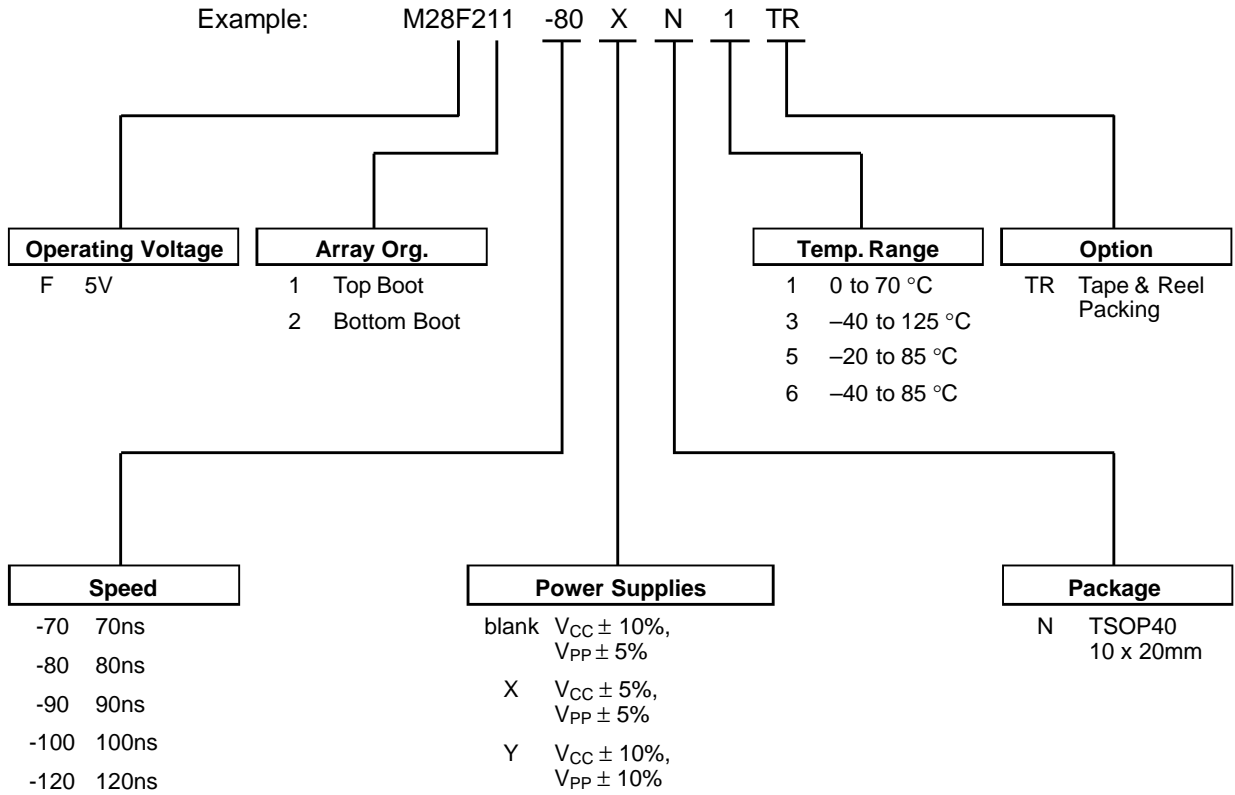 Example: M28F211 -80 X N 1 TR
Operating Voltage
F 5V
Array Org.
1 Top Boot
2 Bottom Boot
Temp. Range
1 0 to 70 °C
3 –40 to 125 °C
5 –20 to 85 °C
6 –40 to 85 °C
Option
TR Tape & Reel
Packing
Speed
-70 70ns
-80 80ns
-90 90ns
-100 100ns
-120 120ns
Power Supplies
blank VCC ± 10%,
VPP ± 5%
X VCC ± 5%,
VPP ± 5%
Y VCC ± 10%,
VPP ± 10%
Package
N TSOP40
10 x 20mm